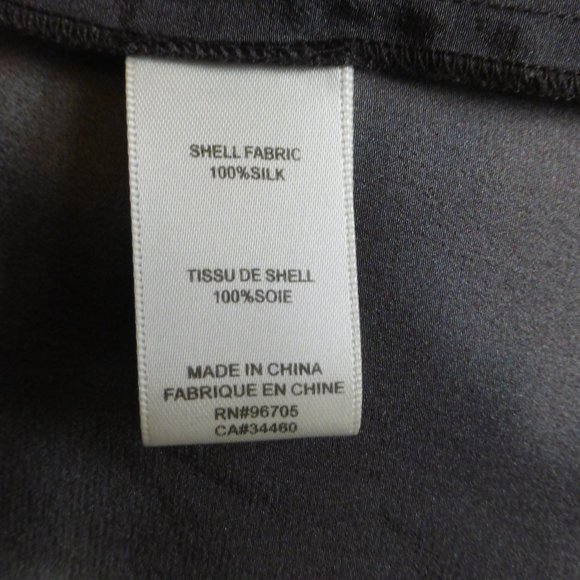 SHELL FABRIC
100%SILK
TISSU DE SHELL
100%SOIE
MADE IN CHINA
FABRIQUE EN CHINE
RN#96705
CA#34460